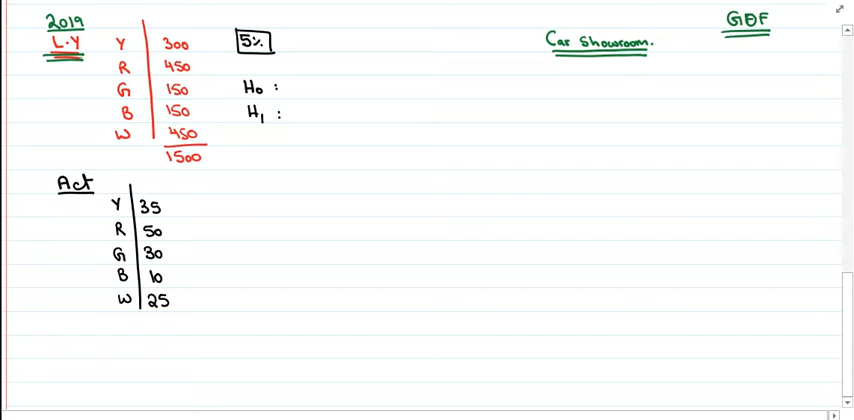 2019
GOF
L.Y Y 300 5% Car Showroom.
R 450
G 150 H₀ :
B 150 H₁ :
W 450
1500
Act
Y 35
R 50
G 30
B 10
W 25